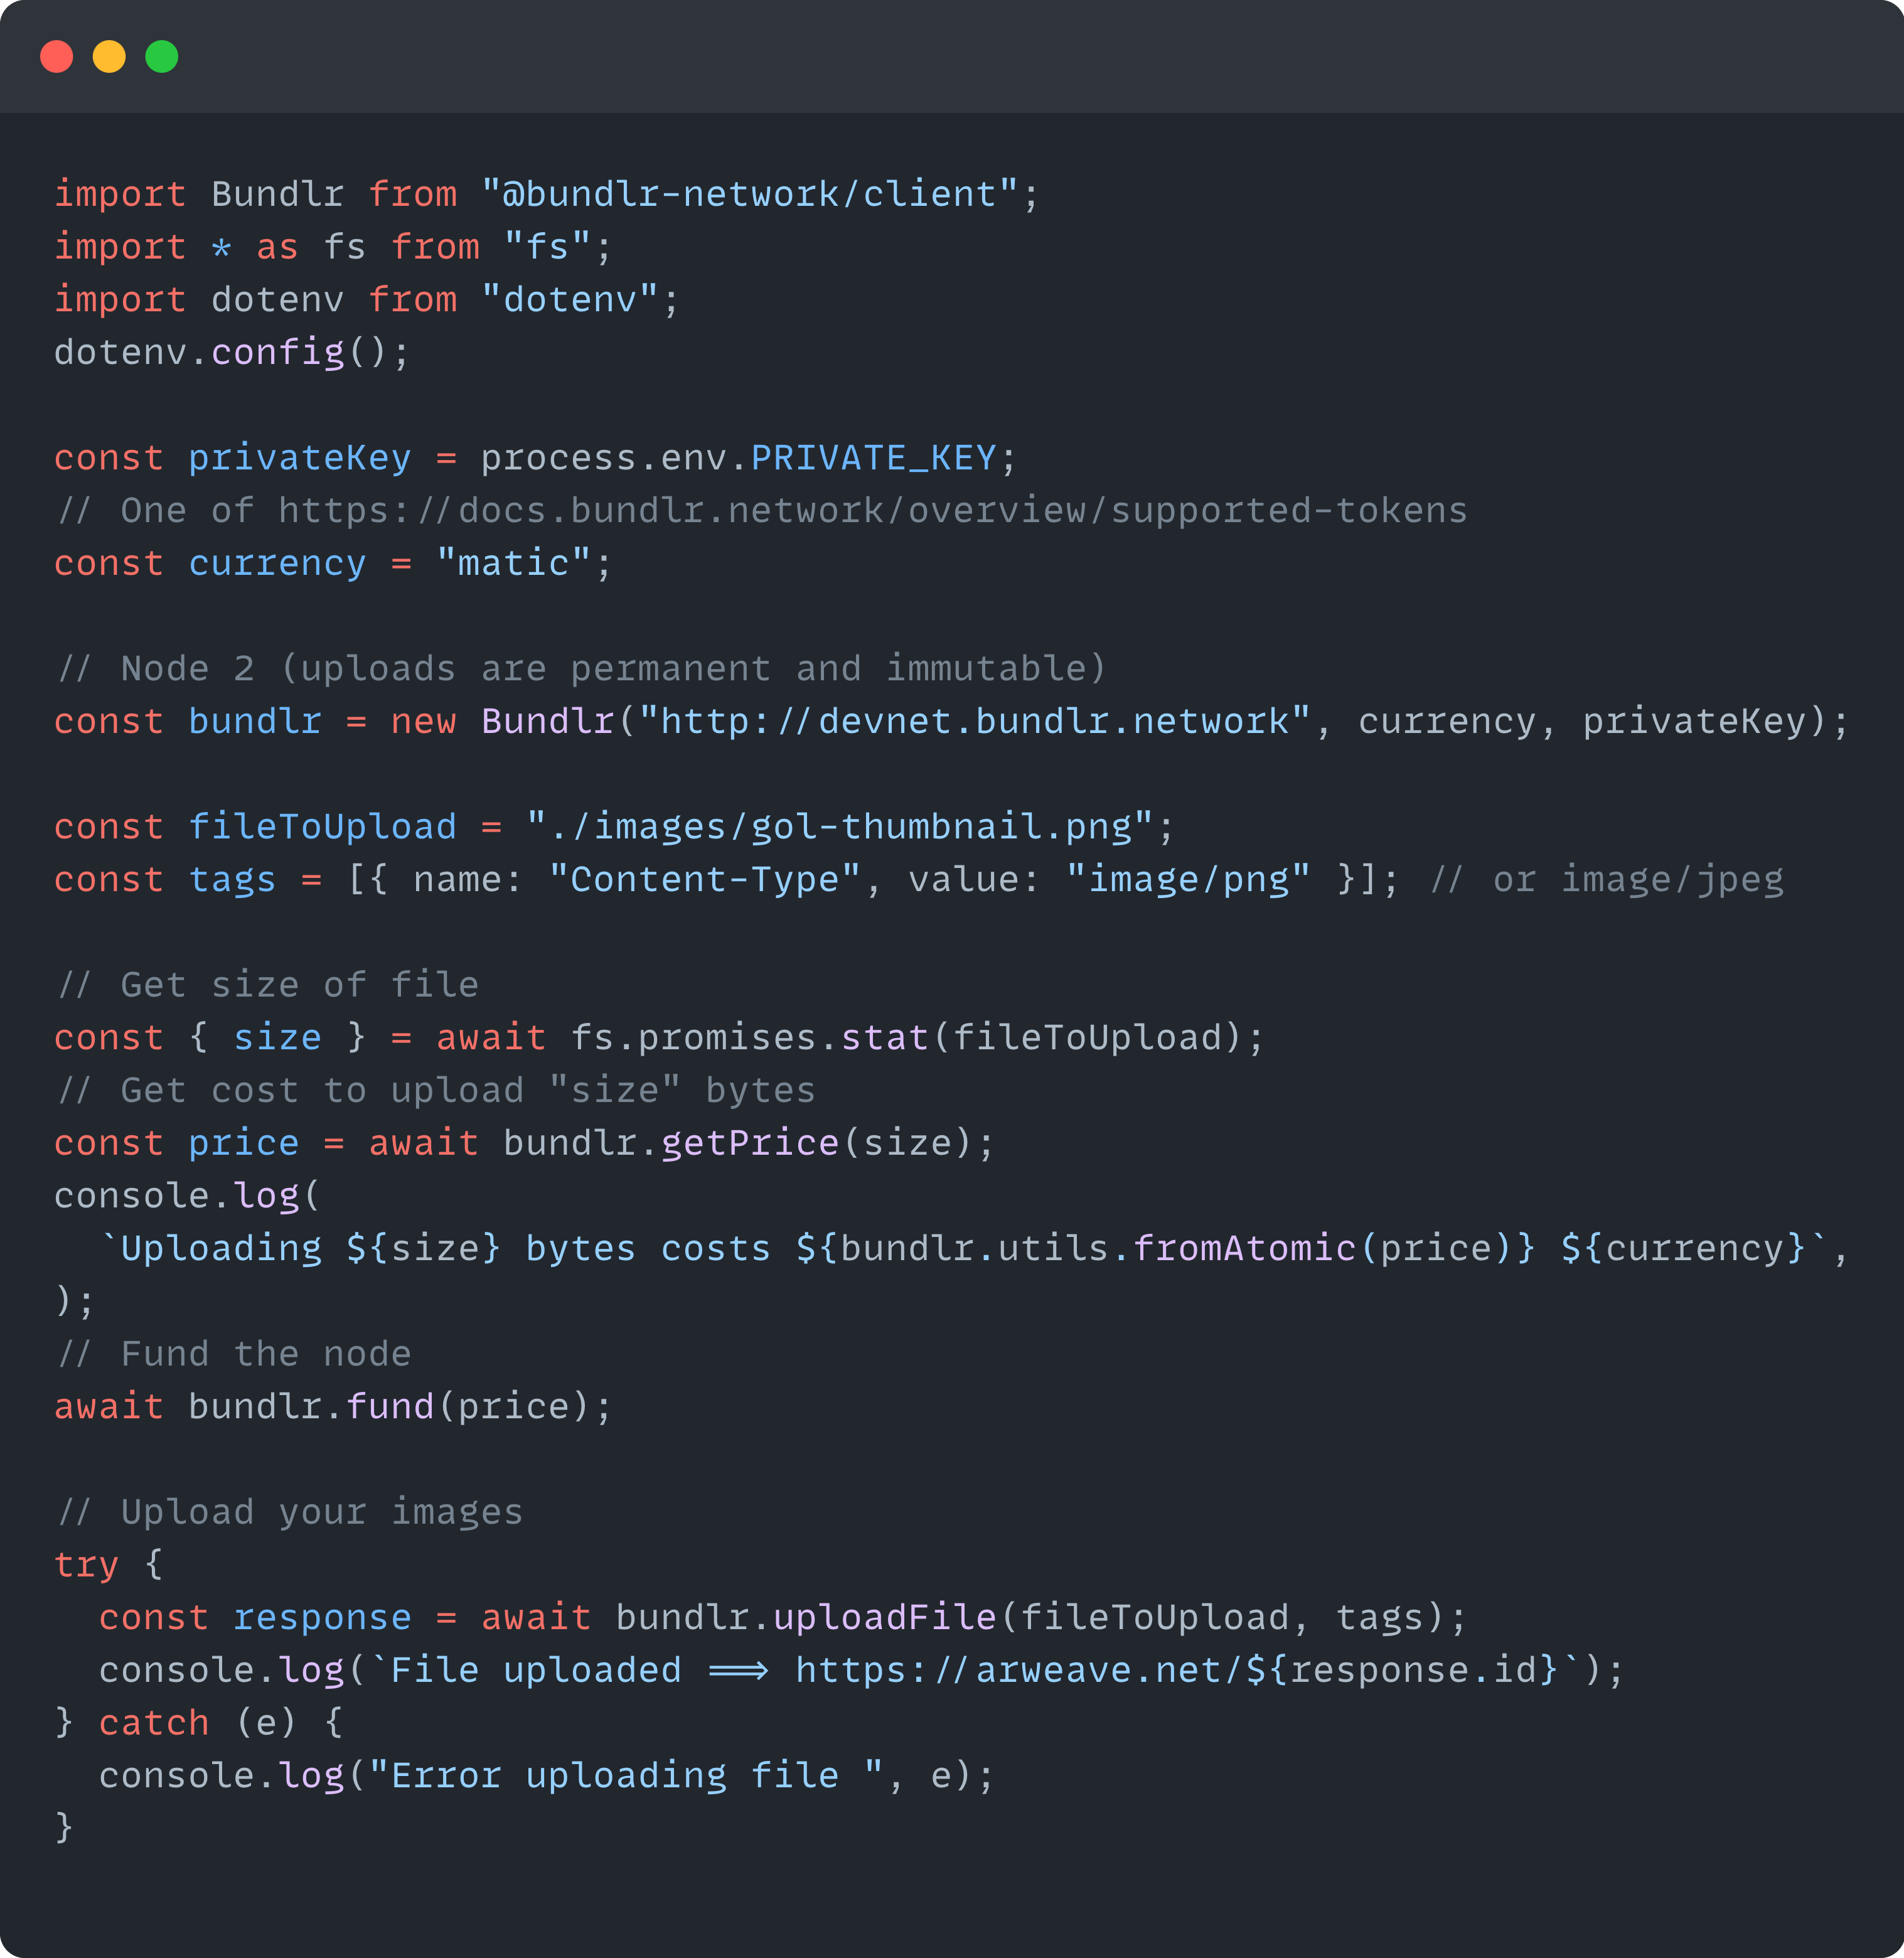 import Bundlr from "@bundlr-network/client";
import * as fs from "fs";
import dotenv from "dotenv";
dotenv.config();

const privateKey = process.env.PRIVATE_KEY;
// One of https://docs.bundlr.network/overview/supported-tokens
const currency = "matic";

// Node 2 (uploads are permanent and immutable)
const bundlr = new Bundlr("http://devnet.bundlr.network", currency, privateKey);

const fileToUpload = "./images/gol-thumbnail.png";
const tags = [{ name: "Content-Type", value: "image/png" }]; // or image/jpeg

// Get size of file
const { size } = await fs.promises.stat(fileToUpload);
// Get cost to upload "size" bytes
const price = await bundlr.getPrice(size);
console.log(
  `Uploading ${size} bytes costs ${bundlr.utils.fromAtomic(price)} ${currency}`,
);
// Fund the node
await bundlr.fund(price);

// Upload your images
try {
  const response = await bundlr.uploadFile(fileToUpload, tags);
  console.log(`File uploaded ==> https://arweave.net/${response.id}`);
} catch (e) {
  console.log("Error uploading file ", e);
}